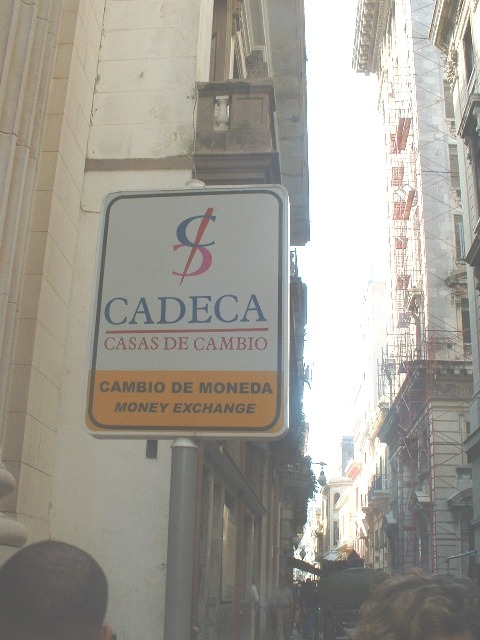 CADECA
CASAS DE CAMBIO
CAMBIO DE MONEDA
MONEY EXCHANGE